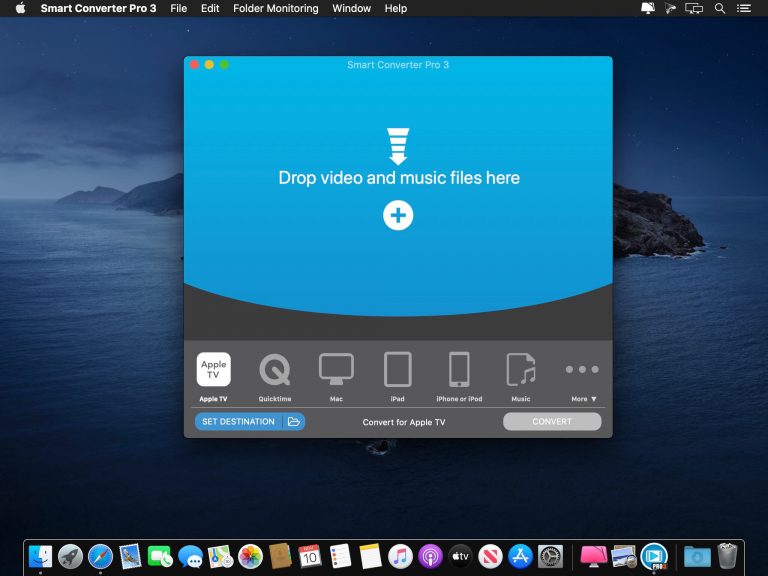 Smart Converter Pro 3 File Edit Folder Monitoring Window Help
Smart Converter Pro 3
Drop video and music files here
Apple
TV
Apple TV Quicktime Mac iPad iPhone or iPod Music More ▼
SET DESTINATION Convert for Apple TV CONVERT
NOV
10
tv
PRO3